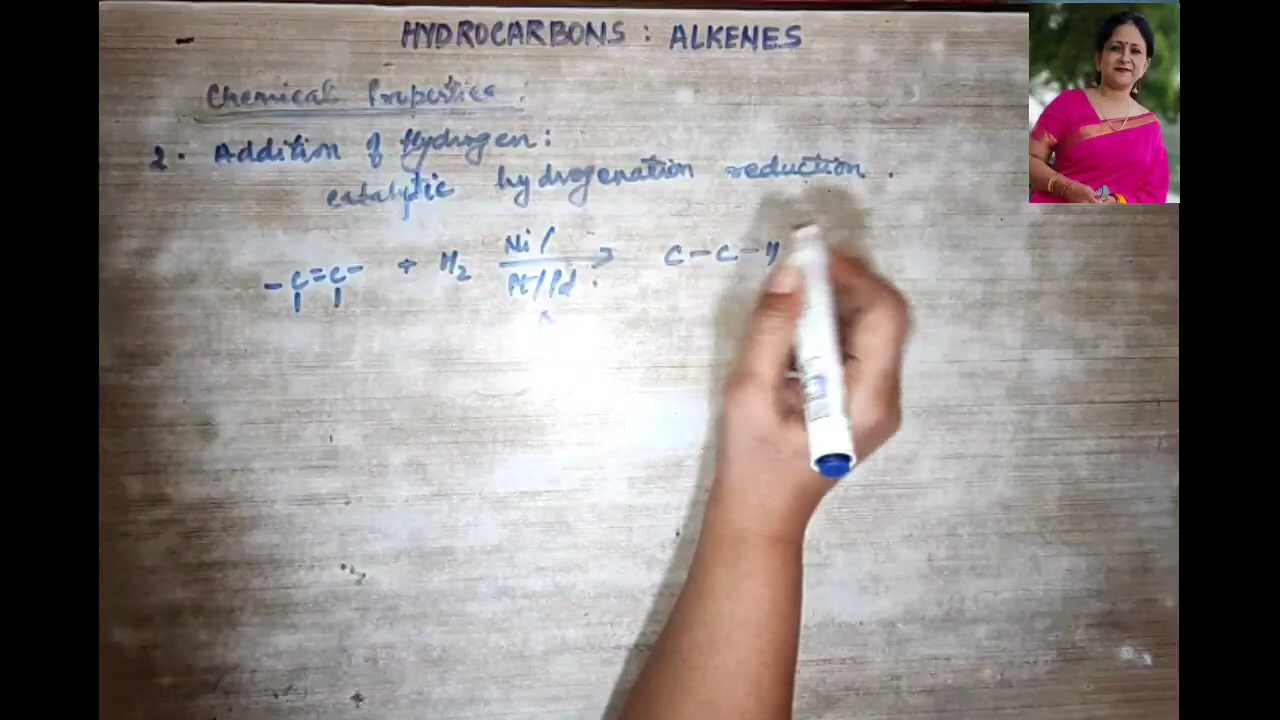 HYDROCARBONS : ALKENES
Chemical Properties :
2. Addition of Hydrogen :
catalytic hydrogenation reduction .
-C=C- + H2 Ni/ Pt/Pd . → C-C-H